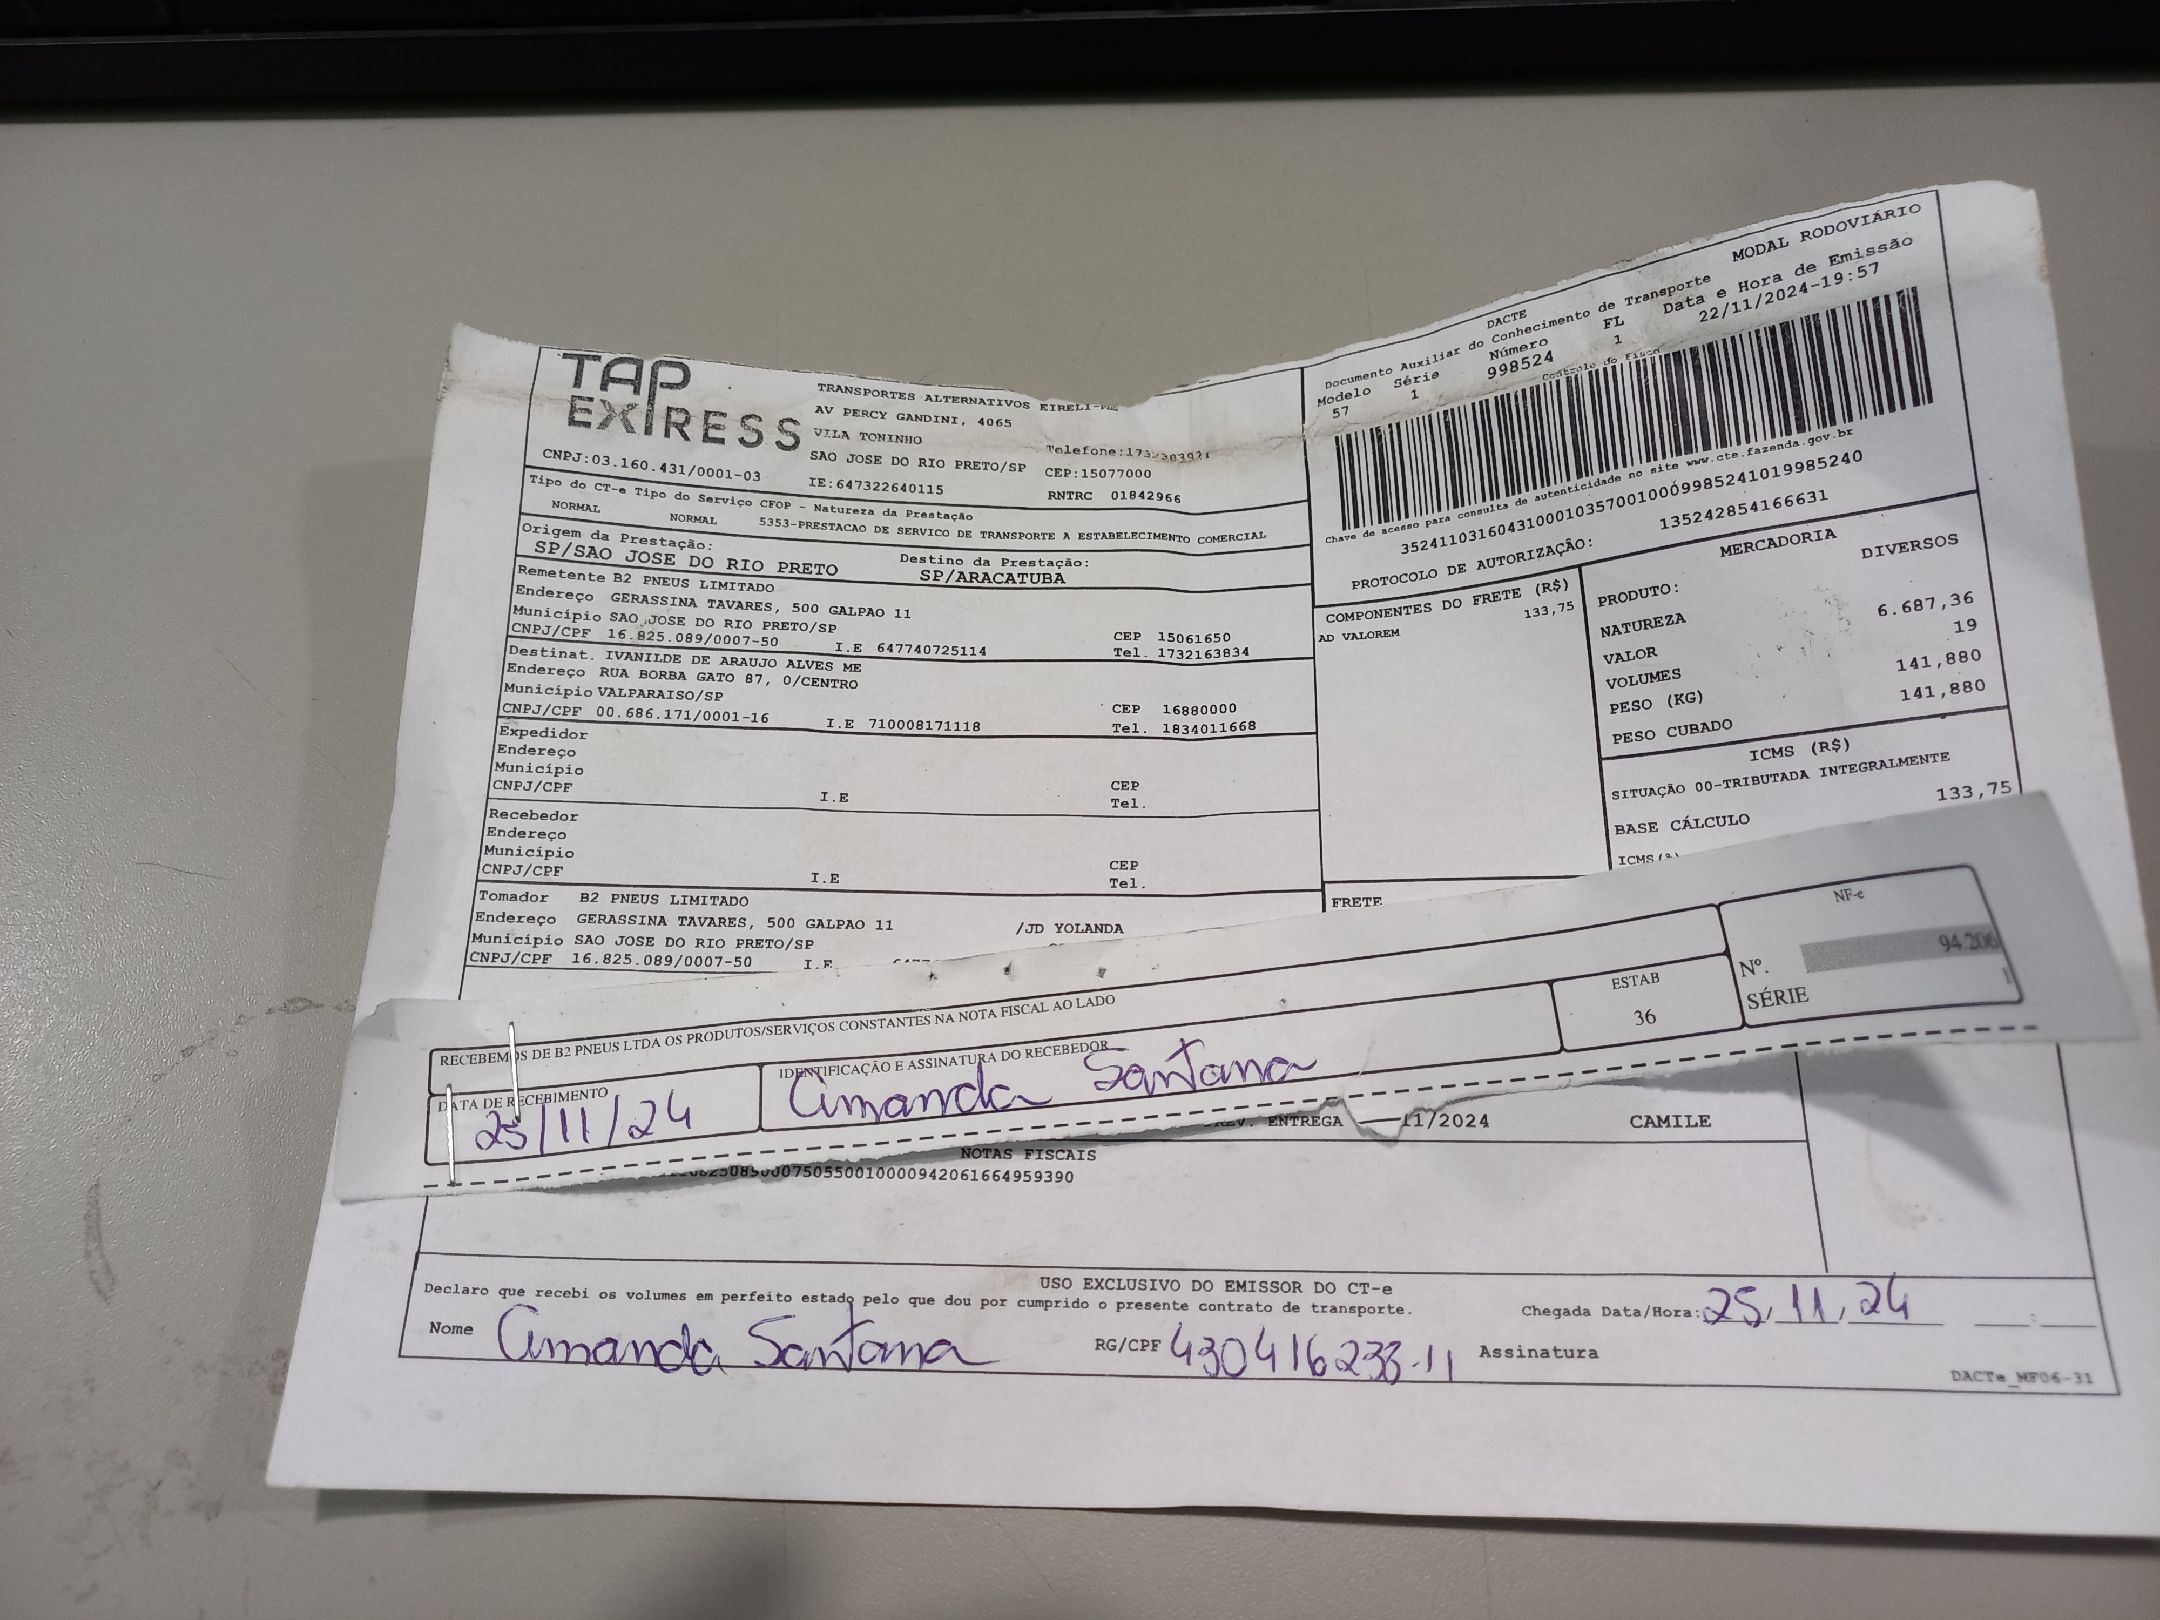 TAP
EXPRESS
TRANSPORTES ALTERNATIVOS EIRELI-ME
AV PERCY GANDINI, 4065
VILA TONINHO
SAO JOSE DO RIO PRETO/SP CEP:15077000
CNPJ:03.160.431/0001-03 IE:647322640115 RNTRC 01842966
Tipo do CT-e Tipo do Serviço CFOP - Natureza da Prestação
NORMAL NORMAL 5353-PRESTACAO DE SERVICO DE TRANSPORTE A ESTABELECIMENTO COMERCIAL
Origem da Prestação: Destino da Prestação:
SP/SAO JOSE DO RIO PRETO SP/ARACATUBA
Remetente B2 PNEUS LIMITADO
Endereço GERASSINA TAVARES, 500 GALPAO 11
Município SAO JOSE DO RIO PRETO/SP CEP 15061650
CNPJ/CPF 16.825.089/0007-50 I.E 647740725114 Tel. 1732163834
Destinat. IVANILDE DE ARAUJO ALVES ME
Endereço RUA BORBA GATO 87, 0/CENTRO
Município VALPARAISO/SP CEP 16880000
CNPJ/CPF 00.686.171/0001-16 I.E 710008171118 Tel. 1834011668
Expedidor
Endereço
Município CEP
CNPJ/CPF I.E Tel.
Recebedor
Endereço
Município CEP
CNPJ/CPF I.E Tel.
Tomador B2 PNEUS LIMITADO
Endereço GERASSINA TAVARES, 500 GALPAO 11 /JD YOLANDA
Município SAO JOSE DO RIO PRETO/SP
CNPJ/CPF 16.825.089/0007-50 I.E
DACTE MODAL RODOVIÁRIO
Documento Auxiliar do Conhecimento de Transporte
Modelo Série Número FL Data e Hora de Emissão
57 1 998524 1 22/11/2024-19:57
Controle do Fisco
Chave de acesso para consulta de autenticidade no site www.cte.fazenda.gov.br
35241103160431000103570010009985241019985240
PROTOCOLO DE AUTORIZAÇÃO: 135242854166631
COMPONENTES DO FRETE (R$)
AD VALOREM 133,75
FRETE
MERCADORIA
PRODUTO: DIVERSOS
NATUREZA
VALOR 6.687,36
VOLUMES 19
PESO (KG) 141,880
PESO CUBADO 141,880
ICMS (R$)
SITUAÇÃO 00-TRIBUTADA INTEGRALMENTE
BASE CÁLCULO 133,75
RECEBEMOS DE B2 PNEUS LTDA OS PRODUTOS/SERVIÇOS CONSTANTES NA NOTA FISCAL AO LADO
DATA DE RECEBIMENTO
25/11/24
IDENTIFICAÇÃO E ASSINATURA DO RECEBEDOR
Amanda Santana
ESTAB
36
NF-e
Nº. 94.206
SÉRIE 1
ENTREGA 11/2024 CAMILE
NOTAS FISCAIS
USO EXCLUSIVO DO EMISSOR DO CT-e
Declaro que recebi os volumes em perfeito estado pelo que dou por cumprido o presente contrato de transporte. Chegada Data/Hora: 25/11/24
Nome Amanda Santana RG/CPF 430416233-11 Assinatura
DACTe_MF06-31